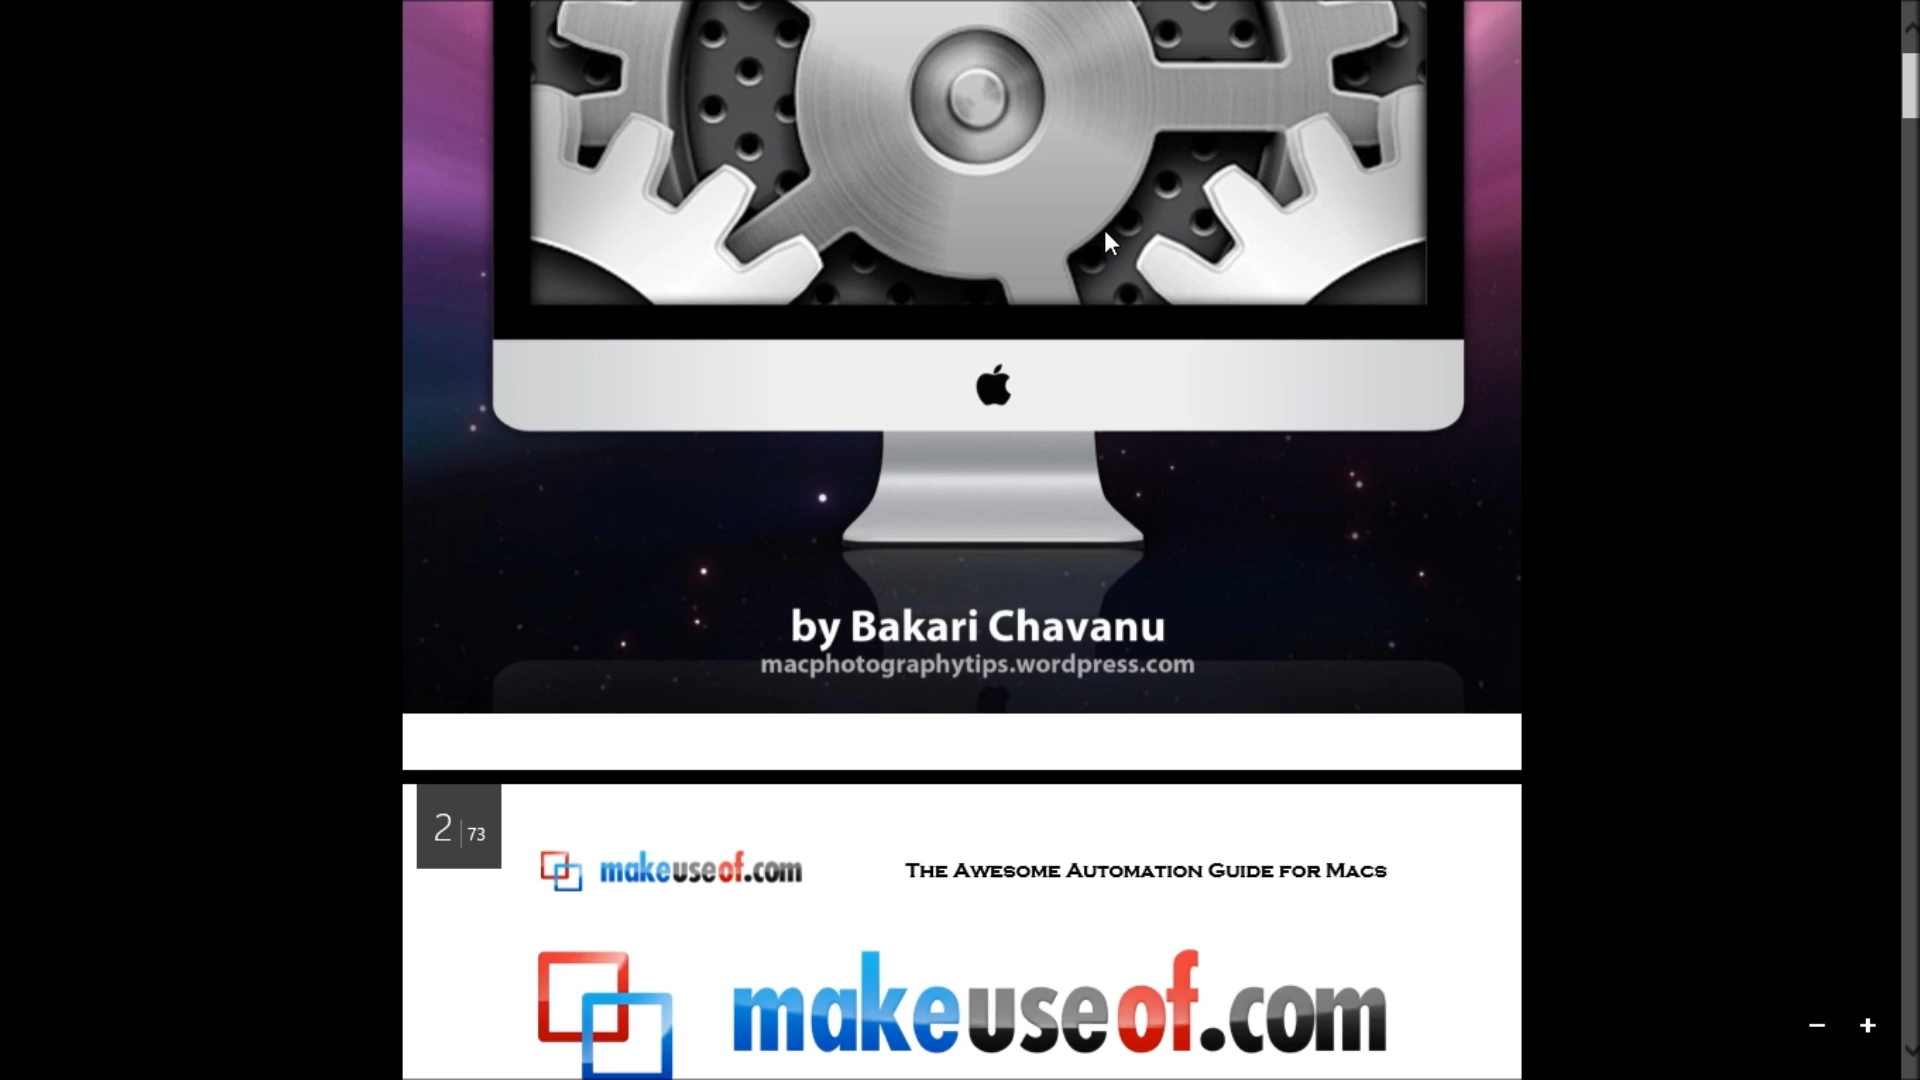 by Bakari Chavanu
macphotographytips.wordpress.com
2 | 73
makeuseof.com
The Awesome Automation Guide for Macs
makeuseof.com